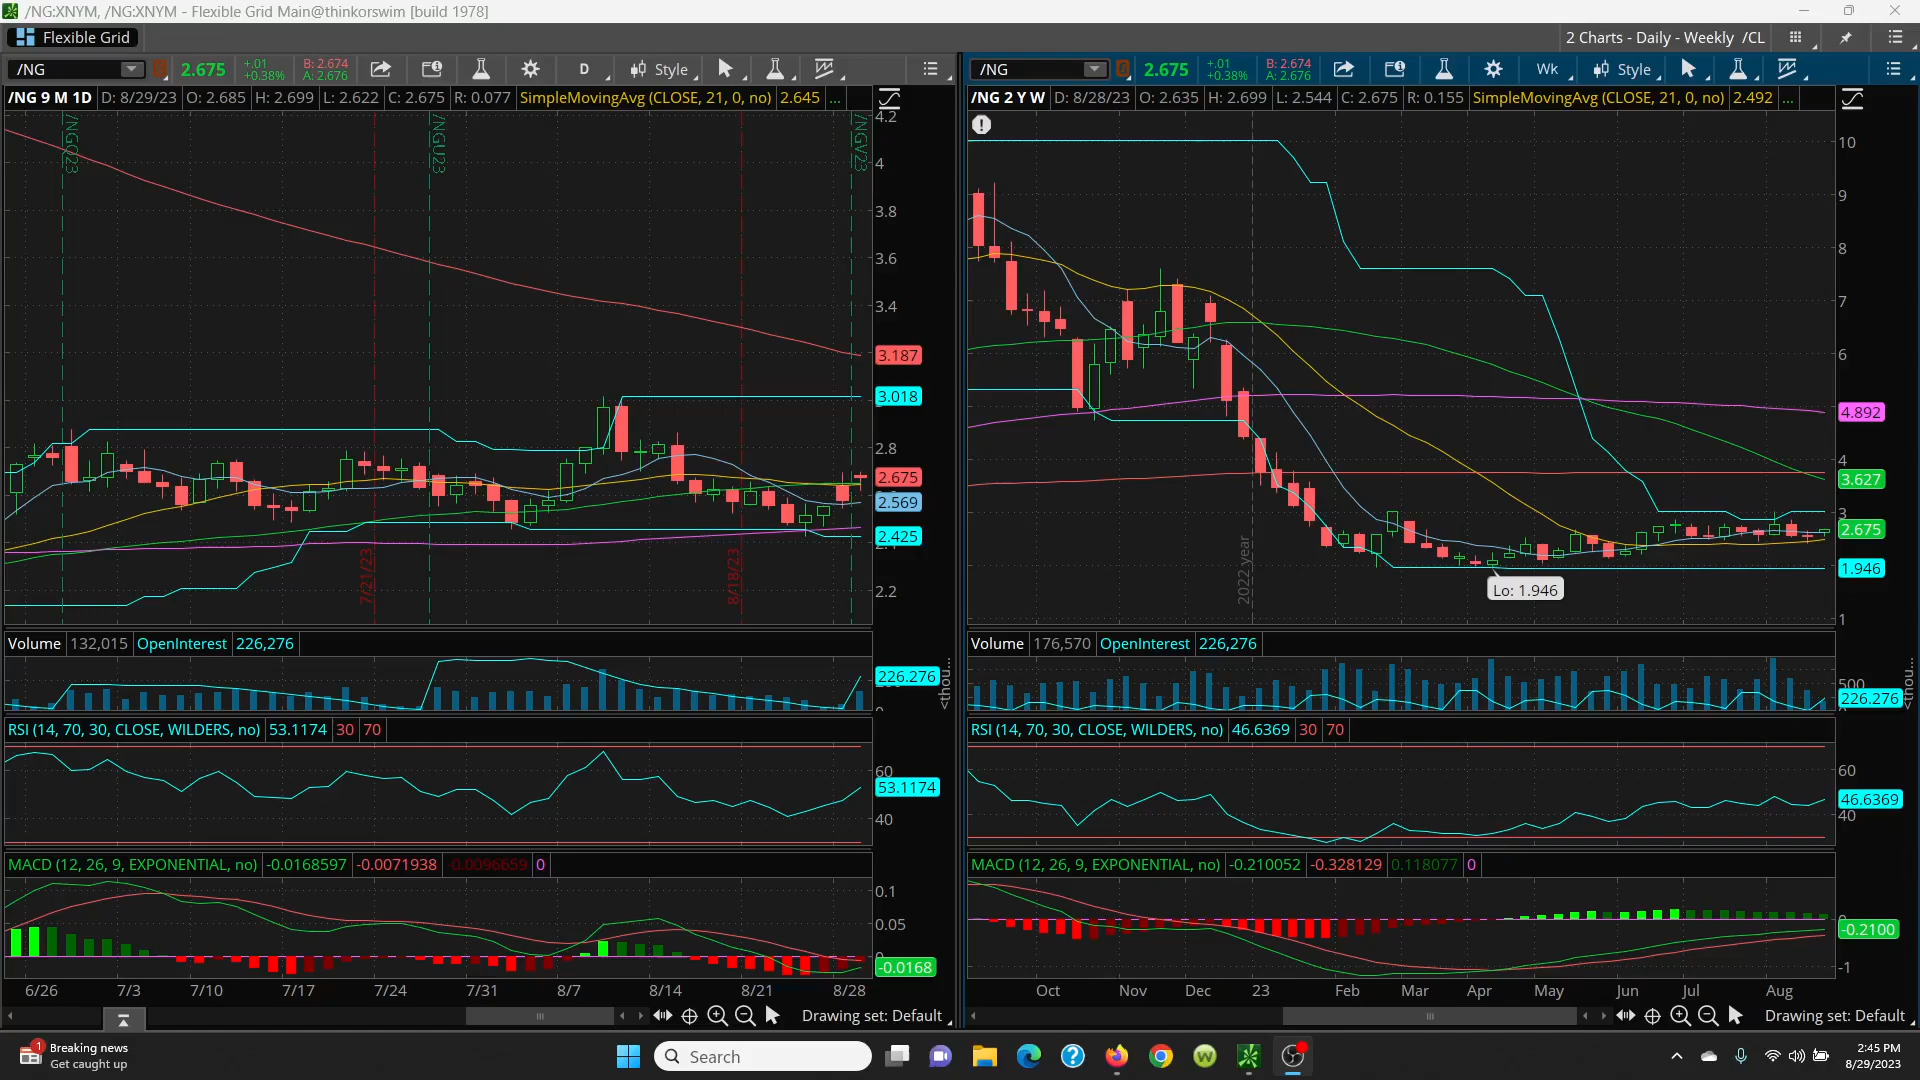 /NG:XNYM, /NG:XNYM - Flexible Grid Main@thinkorswim [build 1978]
Flexible Grid
2 Charts - Daily - Weekly /CL
/NG 2.675 +.01 +0.38% B: 2.674 A: 2.676 D Style
/NG 9 M 1D D: 8/29/23 O: 2.685 H: 2.699 L: 2.622 C: 2.675 R: 0.077 SimpleMovingAvg (CLOSE, 21, 0, no) 2.645 ...
/NGQ23
/NGU23
/NGV23
7/21/23
8/18/23
4.2
4
3.8
3.6
3.4
3.187
3.018
2.8
2.675
2.569
2.425
2.2
Volume 132,015 OpenInterest 226,276
226.276
<thou...
RSI (14, 70, 30, CLOSE, WILDERS, no) 53.1174 30 70
60
53.1174
40
MACD (12, 26, 9, EXPONENTIAL, no) -0.0168597 -0.0071938 -0.0096659 0
0.1
0.05
-0.0168
6/26 7/3 7/10 7/17 7/24 7/31 8/7 8/14 8/21 8/28
Drawing set: Default
/NG 2.675 +.01 +0.38% B: 2.674 A: 2.676 Wk Style
/NG 2 Y W D: 8/28/23 O: 2.635 H: 2.699 L: 2.544 C: 2.675 R: 0.155 SimpleMovingAvg (CLOSE, 21, 0, no) 2.492 ...
10
9
8
7
6
4.892
4
3.627
3
2.675
1.946
1
2022 year
Lo: 1.946
Volume 176,570 OpenInterest 226,276
500
226.276
<thou...
RSI (14, 70, 30, CLOSE, WILDERS, no) 46.6369 30 70
60
46.6369
40
MACD (12, 26, 9, EXPONENTIAL, no) -0.210052 -0.328129 0.118077 0
0
-0.2100
-1
Oct Nov Dec 23 Feb Mar Apr May Jun Jul Aug
Drawing set: Default
1
Breaking news
Get caught up
Search
2:45 PM
8/29/2023